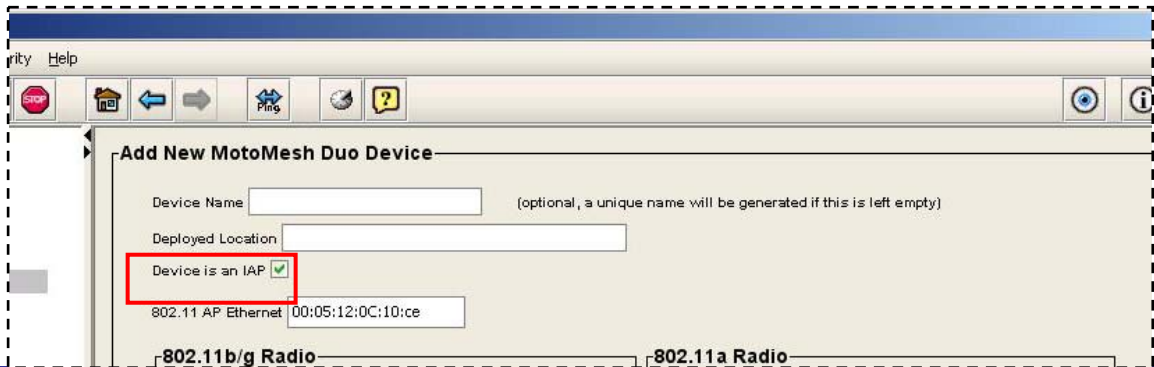 rity Help
STOP Ping ?
Add New MotoMesh Duo Device
Device Name (optional, a unique name will be generated if this is left empty)
Deployed Location
Device is an IAP
802.11 AP Ethernet 00:05:12:0C:10:ce
802.11b/g Radio 802.11a Radio